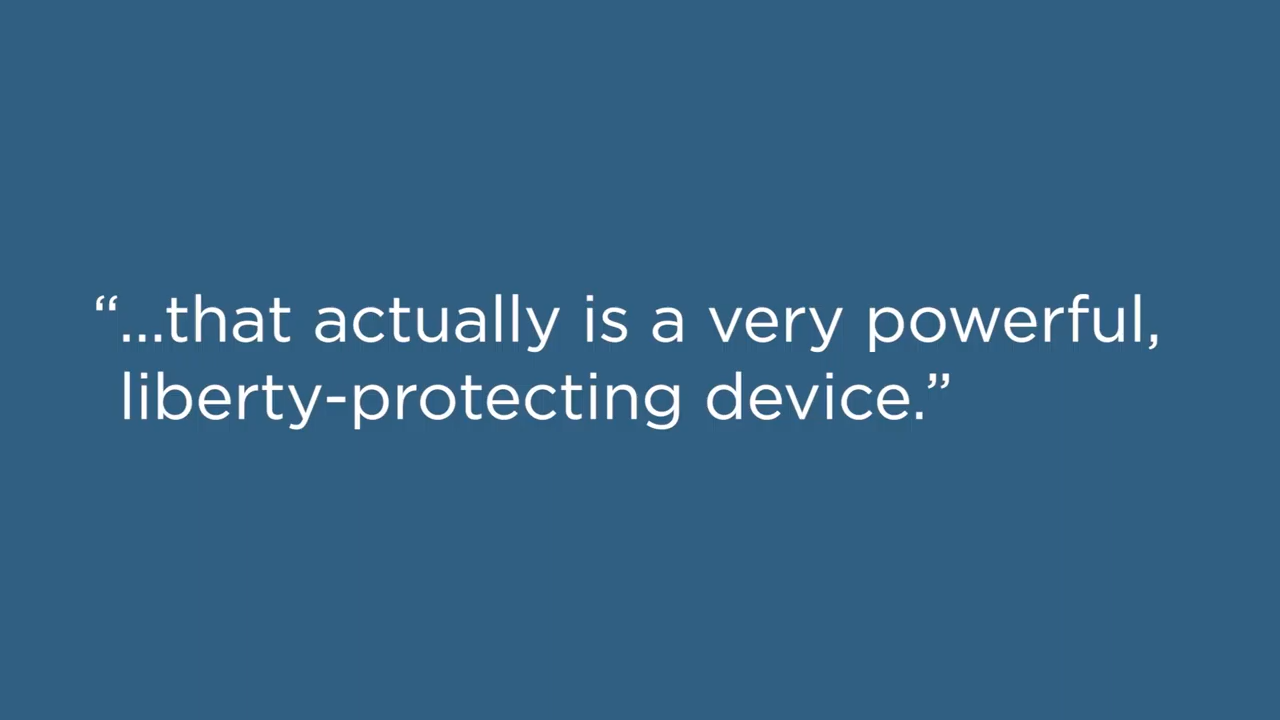 “...that actually is a very powerful,
liberty-protecting device.”